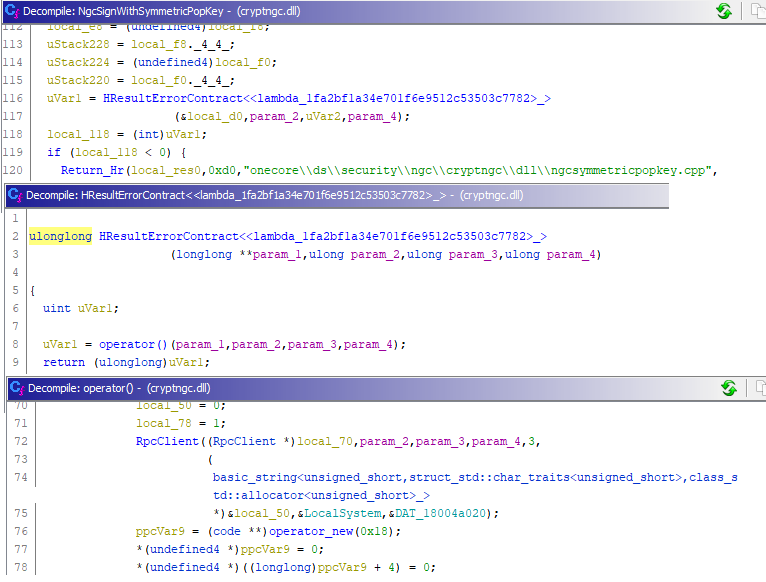 Decompile: NgcSignWithSymmetricPopKey - (cryptngc.dll)
112 local_e8 = (undefined4)local_f8;
113 uStack228 = local_f8._4_4_;
114 uStack224 = (undefined4)local_f0;
115 uStack220 = local_f0._4_4_;
116 uVar1 = HResultErrorContract<<lambda_1fa2bf1a34e701f6e9512c53503c7782>_>
117 (&local_d0,param_2,uVar2,param_4);
118 local_118 = (int)uVar1;
119 if (local_118 < 0) {
120 Return_Hr(local_res0,0xd0,"onecore\\ds\\security\\ngc\\cryptngc\\dll\\ngcsymmetricpopkey.cpp",
Decompile: HResultErrorContract<<lambda_1fa2bf1a34e701f6e9512c53503c7782>_> - (cryptngc.dll)
1
2 ulonglong HResultErrorContract<<lambda_1fa2bf1a34e701f6e9512c53503c7782>_>
3 (longlong **param_1,ulong param_2,ulong param_3,ulong param_4)
4
5 {
6 uint uVar1;
7
8 uVar1 = operator()(param_1,param_2,param_3,param_4);
9 return (ulonglong)uVar1;
Decompile: operator() - (cryptngc.dll)
70 local_50 = 0;
71 local_78 = 1;
72 RpcClient((RpcClient *)local_70,param_2,param_3,param_4,3,
73 (
74 basic_string<unsigned_short,struct_std::char_traits<unsigned_short>,class_s
td::allocator<unsigned_short>_>
75 *)&local_50,&LocalSystem,&DAT_18004a020);
76 ppcVar9 = (code **)operator_new(0x18);
77 *(undefined4 *)ppcVar9 = 0;
78 *(undefined4 *)((longlong)ppcVar9 + 4) = 0;